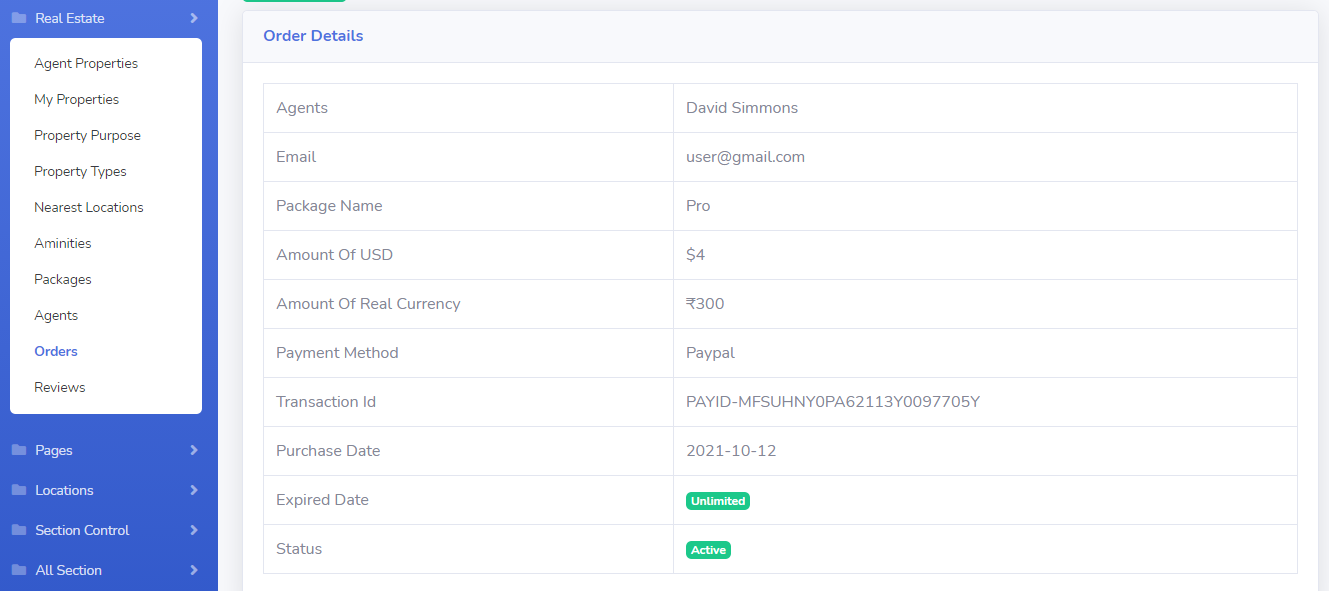 Real Estate
Agent Properties
My Properties
Property Purpose
Property Types
Nearest Locations
Aminities
Packages
Agents
Orders
Reviews
Pages
Locations
Section Control
All Section
Order Details
Agents David Simmons
Email user@gmail.com
Package Name Pro
Amount Of USD $4
Amount Of Real Currency ₹300
Payment Method Paypal
Transaction Id PAYID-MFSUHNY0PA62113Y0097705Y
Purchase Date 2021-10-12
Expired Date Unlimited
Status Active